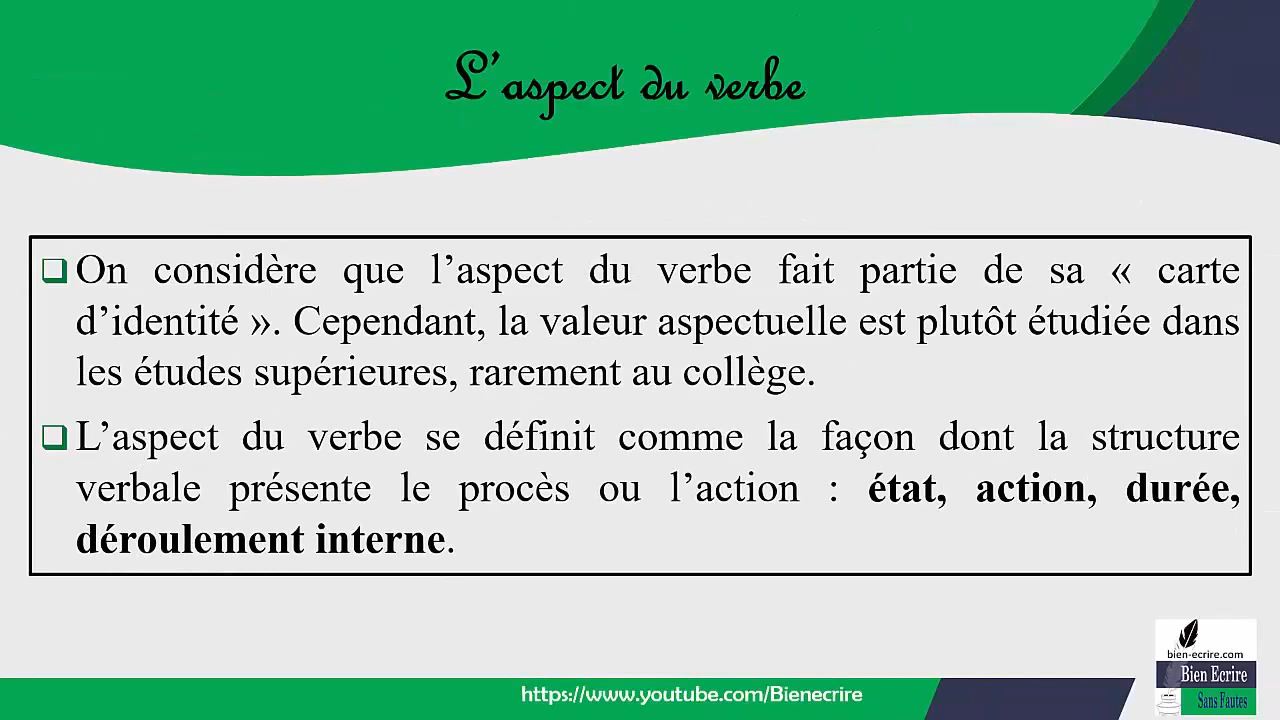 L'aspect du verbe
❑ On considère que l’aspect du verbe fait partie de sa « carte
d’identité ». Cependant, la valeur aspectuelle est plutôt étudiée dans
les études supérieures, rarement au collège.
❑ L’aspect du verbe se définit comme la façon dont la structure
verbale présente le procès ou l’action : état, action, durée,
déroulement interne.
bien-ecrire.com
Bien Ecrire
Sans Fautes
https://www.youtube.com/Bienecrire